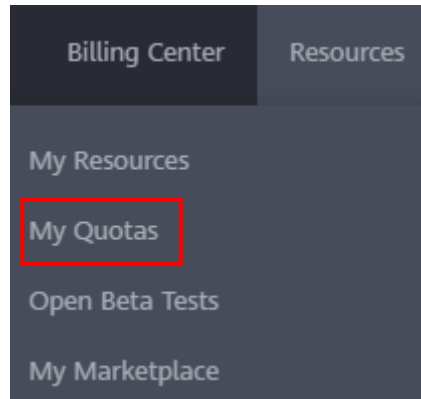 Billing Center Resources
My Resources
My Quotas
Open Beta Tests
My Marketplace